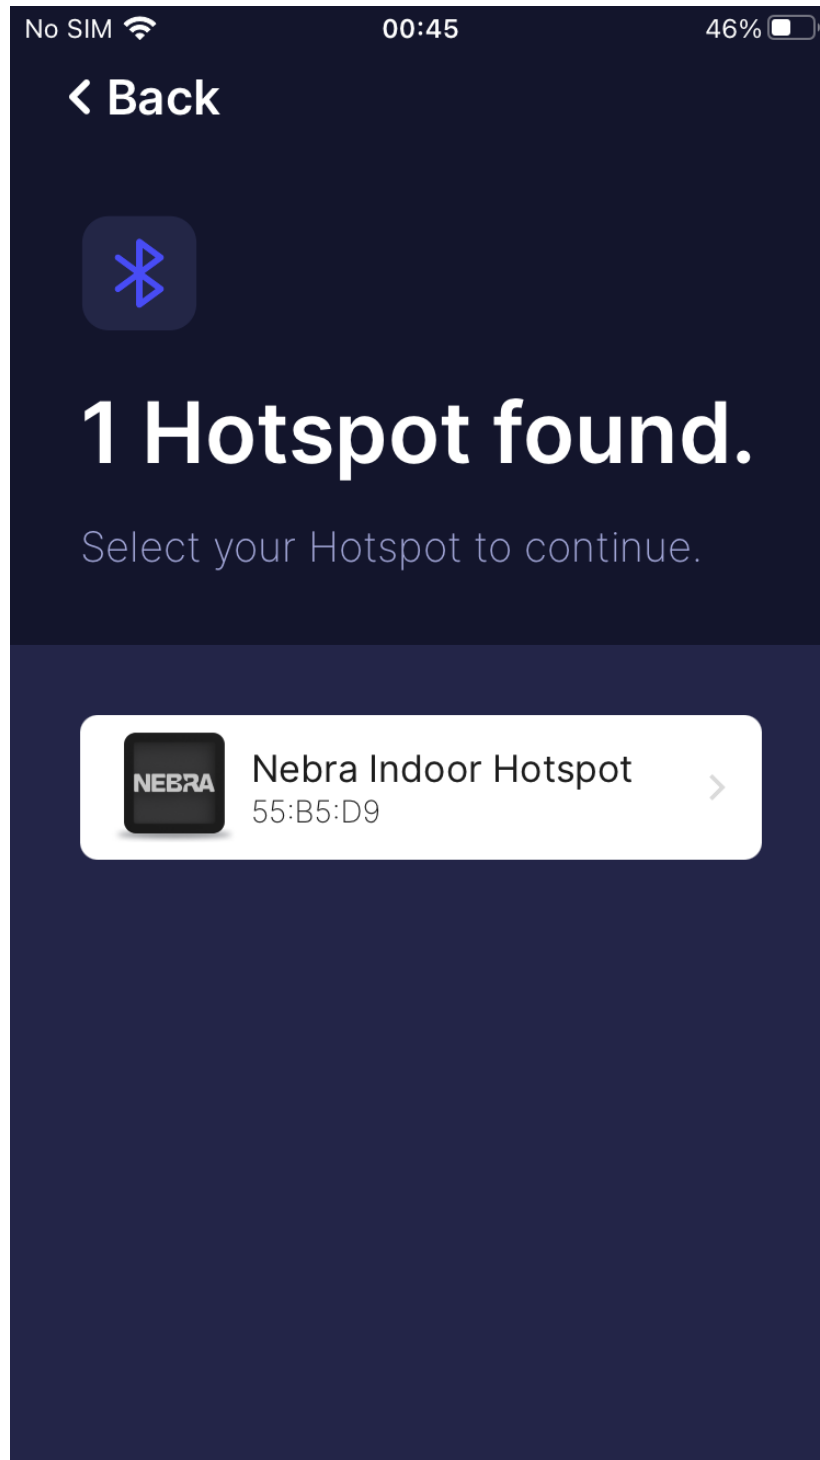 No SIM 00:45 46%
Back
1 Hotspot found.
Select your Hotspot to continue.
NEBRA
Nebra Indoor Hotspot
55:B5:D9